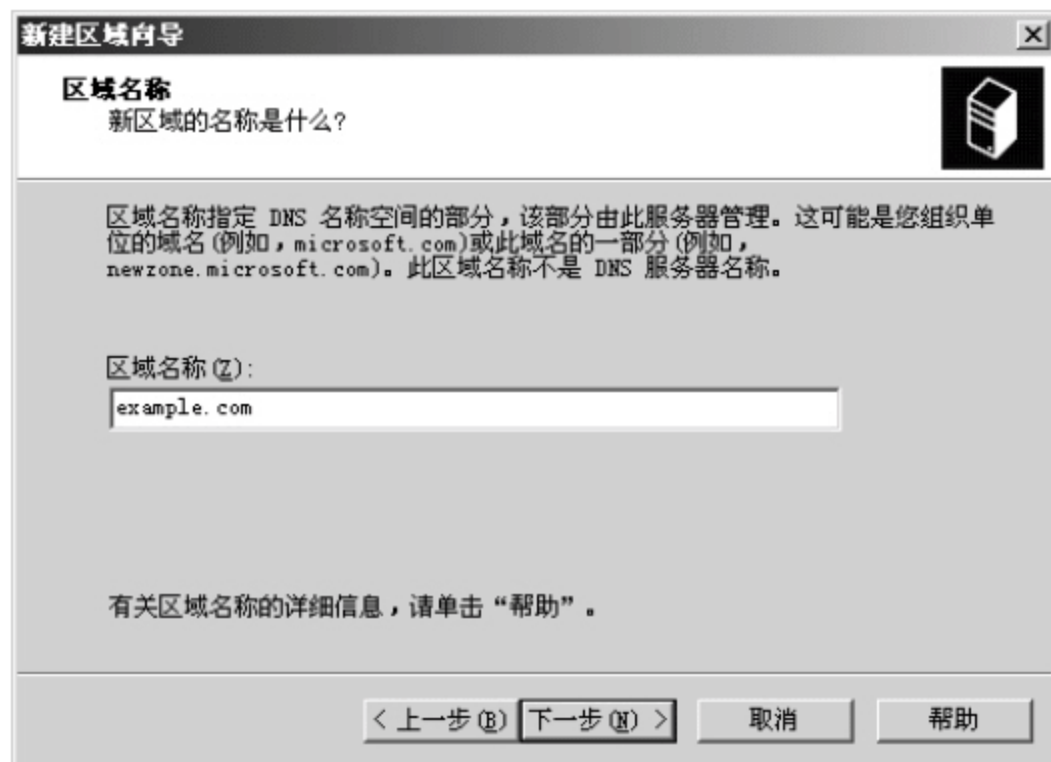 新建区域向导
区域名称
新区域的名称是什么?
区域名称指定 DNS 名称空间的部分，该部分由此服务器管理。这可能是您组织单
位的域名(例如，microsoft.com)或此域名的一部分(例如，
newzone.microsoft.com)。此区域名称不是 DNS 服务器名称。
区域名称(Z):
example.com
有关区域名称的详细信息，请单击“帮助”。
< 上一步(B) 下一步(N) > 取消 帮助